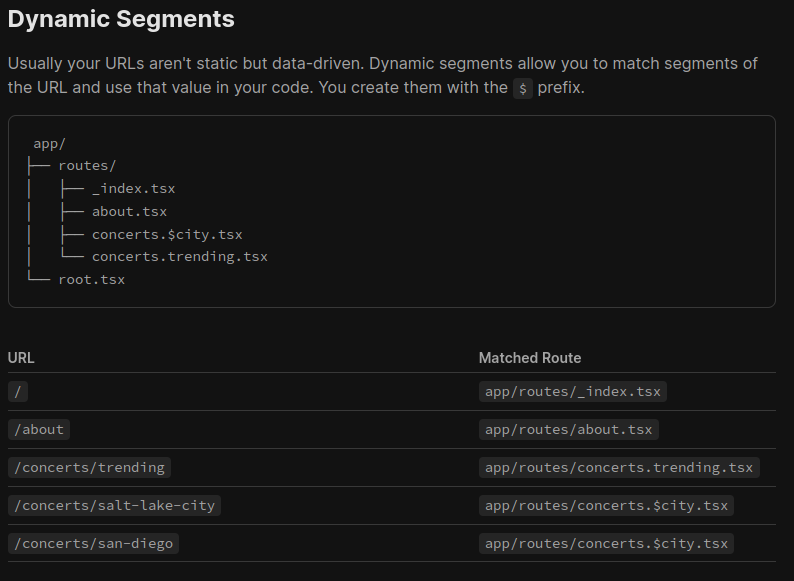 Dynamic Segments
Usually your URLs aren't static but data-driven. Dynamic segments allow you to match segments of
the URL and use that value in your code. You create them with the $ prefix.
app/
├── routes/
│   ├── _index.tsx
│   ├── about.tsx
│   ├── concerts.$city.tsx
│   └── concerts.trending.tsx
└── root.tsx
URL Matched Route
/ app/routes/_index.tsx
/about app/routes/about.tsx
/concerts/trending app/routes/concerts.trending.tsx
/concerts/salt-lake-city app/routes/concerts.$city.tsx
/concerts/san-diego app/routes/concerts.$city.tsx